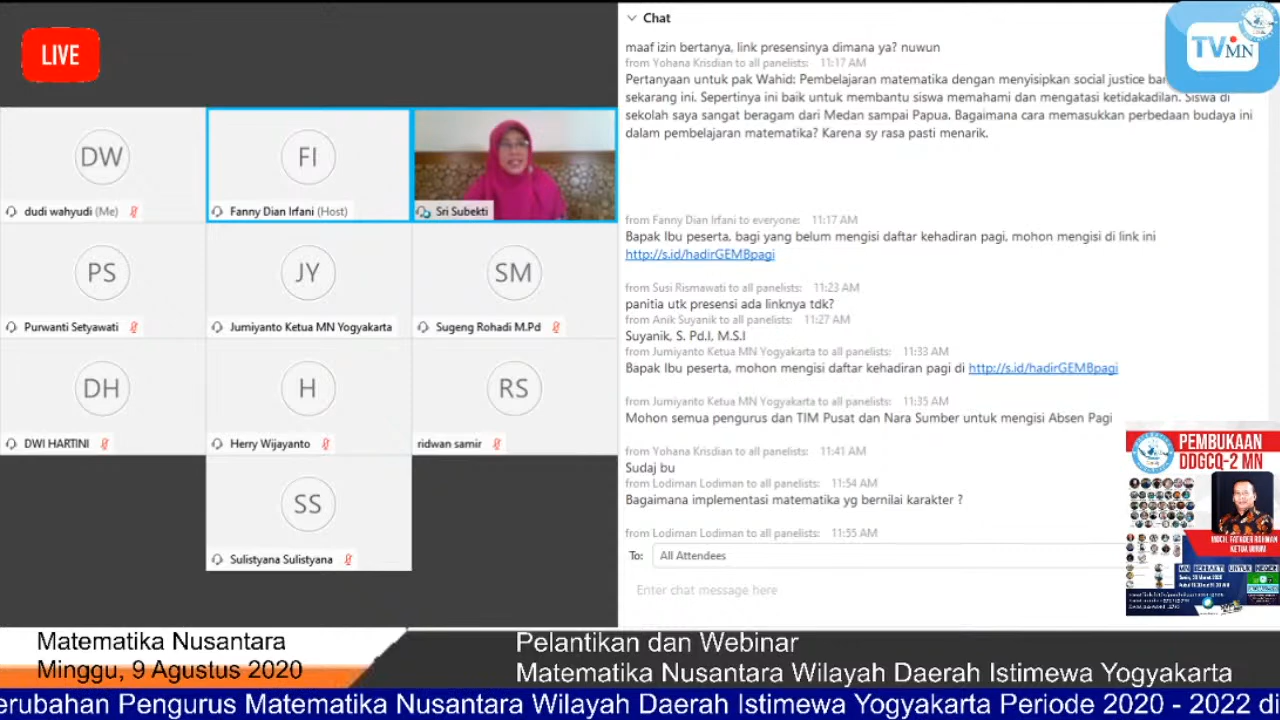 LIVE
DW
dudi wahyudi (Me)
FI
Fanny Dian Irfani (Host)
Sri Subekti
PS
Purwanti Setyawati
JY
Jumiyanto Ketua MN Yogyakarta
SM
Sugeng Rohadi M.Pd
DH
DWI HARTINI
H
Herry Wijayanto
RS
ridwan samir
SS
Sulistyana Sulistyana
Chat
maaf izin bertanya, link presensinya dimana ya? nuwun
from Yohana Krisdian to all panelists: 11:17 AM
Pertanyaan untuk pak Wahid: Pembelajaran matematika dengan menyisipkan social justice bar
sekarang ini. Sepertinya ini baik untuk membantu siswa memahami dan mengatasi ketidakadilan. Siswa di
sekolah saya sangat beragam dari Medan sampai Papua. Bagaimana cara memasukkan perbedaan budaya ini
dalam pembelajaran matematika? Karena sy rasa pasti menarik.
from Fanny Dian Irfani to everyone: 11:17 AM
Bapak Ibu peserta, bagi yang belum mengisi daftar kehadiran pagi, mohon mengisi di link ini
http://s.id/hadirGEMBpagi
from Susi Rismawati to all panelists: 11:23 AM
panitia utk presensi ada linknya tdk?
from Anik Suyanik to all panelists: 11:27 AM
Suyanik, S. Pd.I, M.S.I
from Jumiyanto Ketua MN Yogyakarta to all panelists: 11:33 AM
Bapak Ibu peserta, mohon mengisi daftar kehadiran pagi di http://s.id/hadirGEMBpagi
from Jumiyanto Ketua MN Yogyakarta to all panelists: 11:35 AM
Mohon semua pengurus dan TIM Pusat dan Nara Sumber untuk mengisi Absen Pagi
from Yohana Krisdian to all panelists: 11:41 AM
Sudaj bu
from Lodiman Lodiman to all panelists: 11:54 AM
Bagaimana implementasi matematika yg bernilai karakter ?
from Lodiman Lodiman to all panelists: 11:55 AM
To: All Attendees
Enter chat message here
TVMN
PEMBUKAAN
DDGCQ-2 MN
MOCH. FATKOER ROHMAN
KETUA UMUM
MN BERBAKTI UNTUK NEGERI
Matematika Nusantara
Minggu, 9 Agustus 2020
Pelantikan dan Webinar
Matematika Nusantara Wilayah Daerah Istimewa Yogyakarta
erubahan Pengurus Matematika Nusantara Wilayah Daerah Istimewa Yogyakarta Periode 2020 - 2022 di